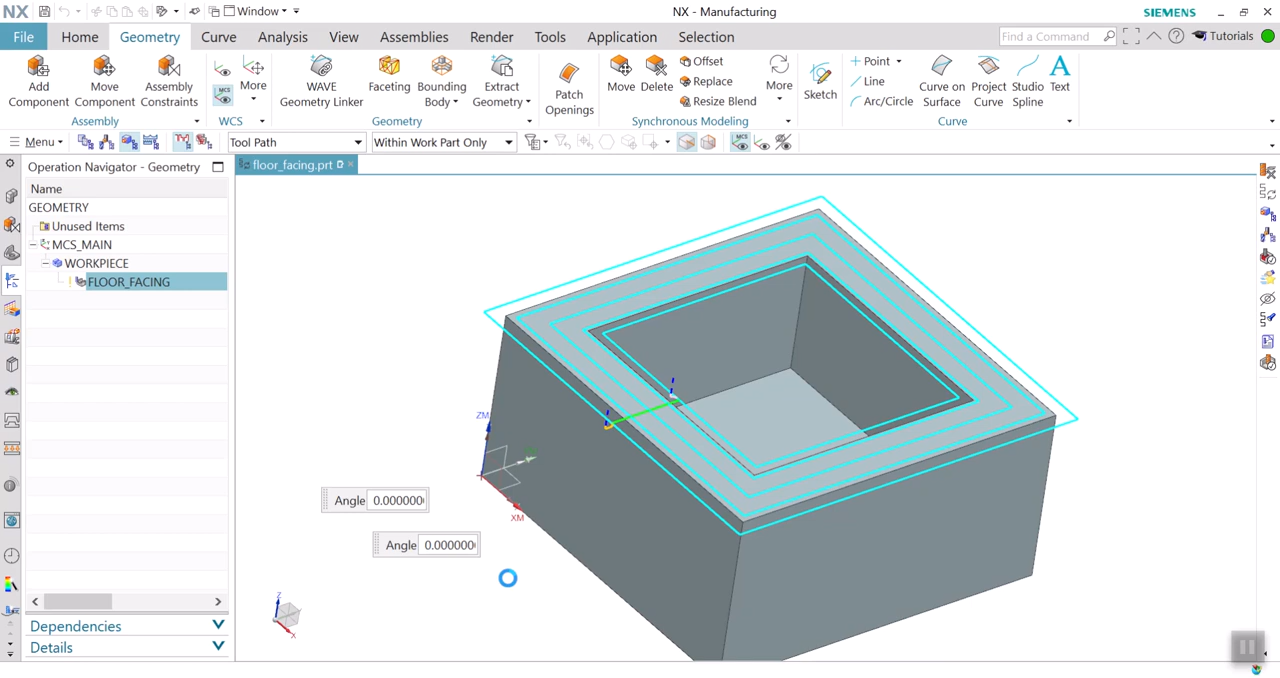 NX Window NX - Manufacturing SIEMENS
File Home Geometry Curve Analysis View Assemblies Render Tools Application Selection Find a Command Tutorials
Add Component
Move Component
Assembly Constraints
Assembly
MCS
More
WCS
WAVE Geometry Linker
Faceting
Bounding Body
Extract Geometry
Geometry
Patch Openings
Move
Delete
Offset
Replace
Resize Blend
More
Synchronous Modeling
Sketch
Point
Line
Arc/Circle
Curve on Surface
Project Curve
Studio Spline
Text
Curve
Menu Tool Path Within Work Part Only MCS
Operation Navigator - Geometry
floor_facing.prt
Name
GEOMETRY
Unused Items
MCS_MAIN
WORKPIECE
FLOOR_FACING
ZM
XM
Angle 0.000000
Angle 0.000000
Z
X
Dependencies
Details